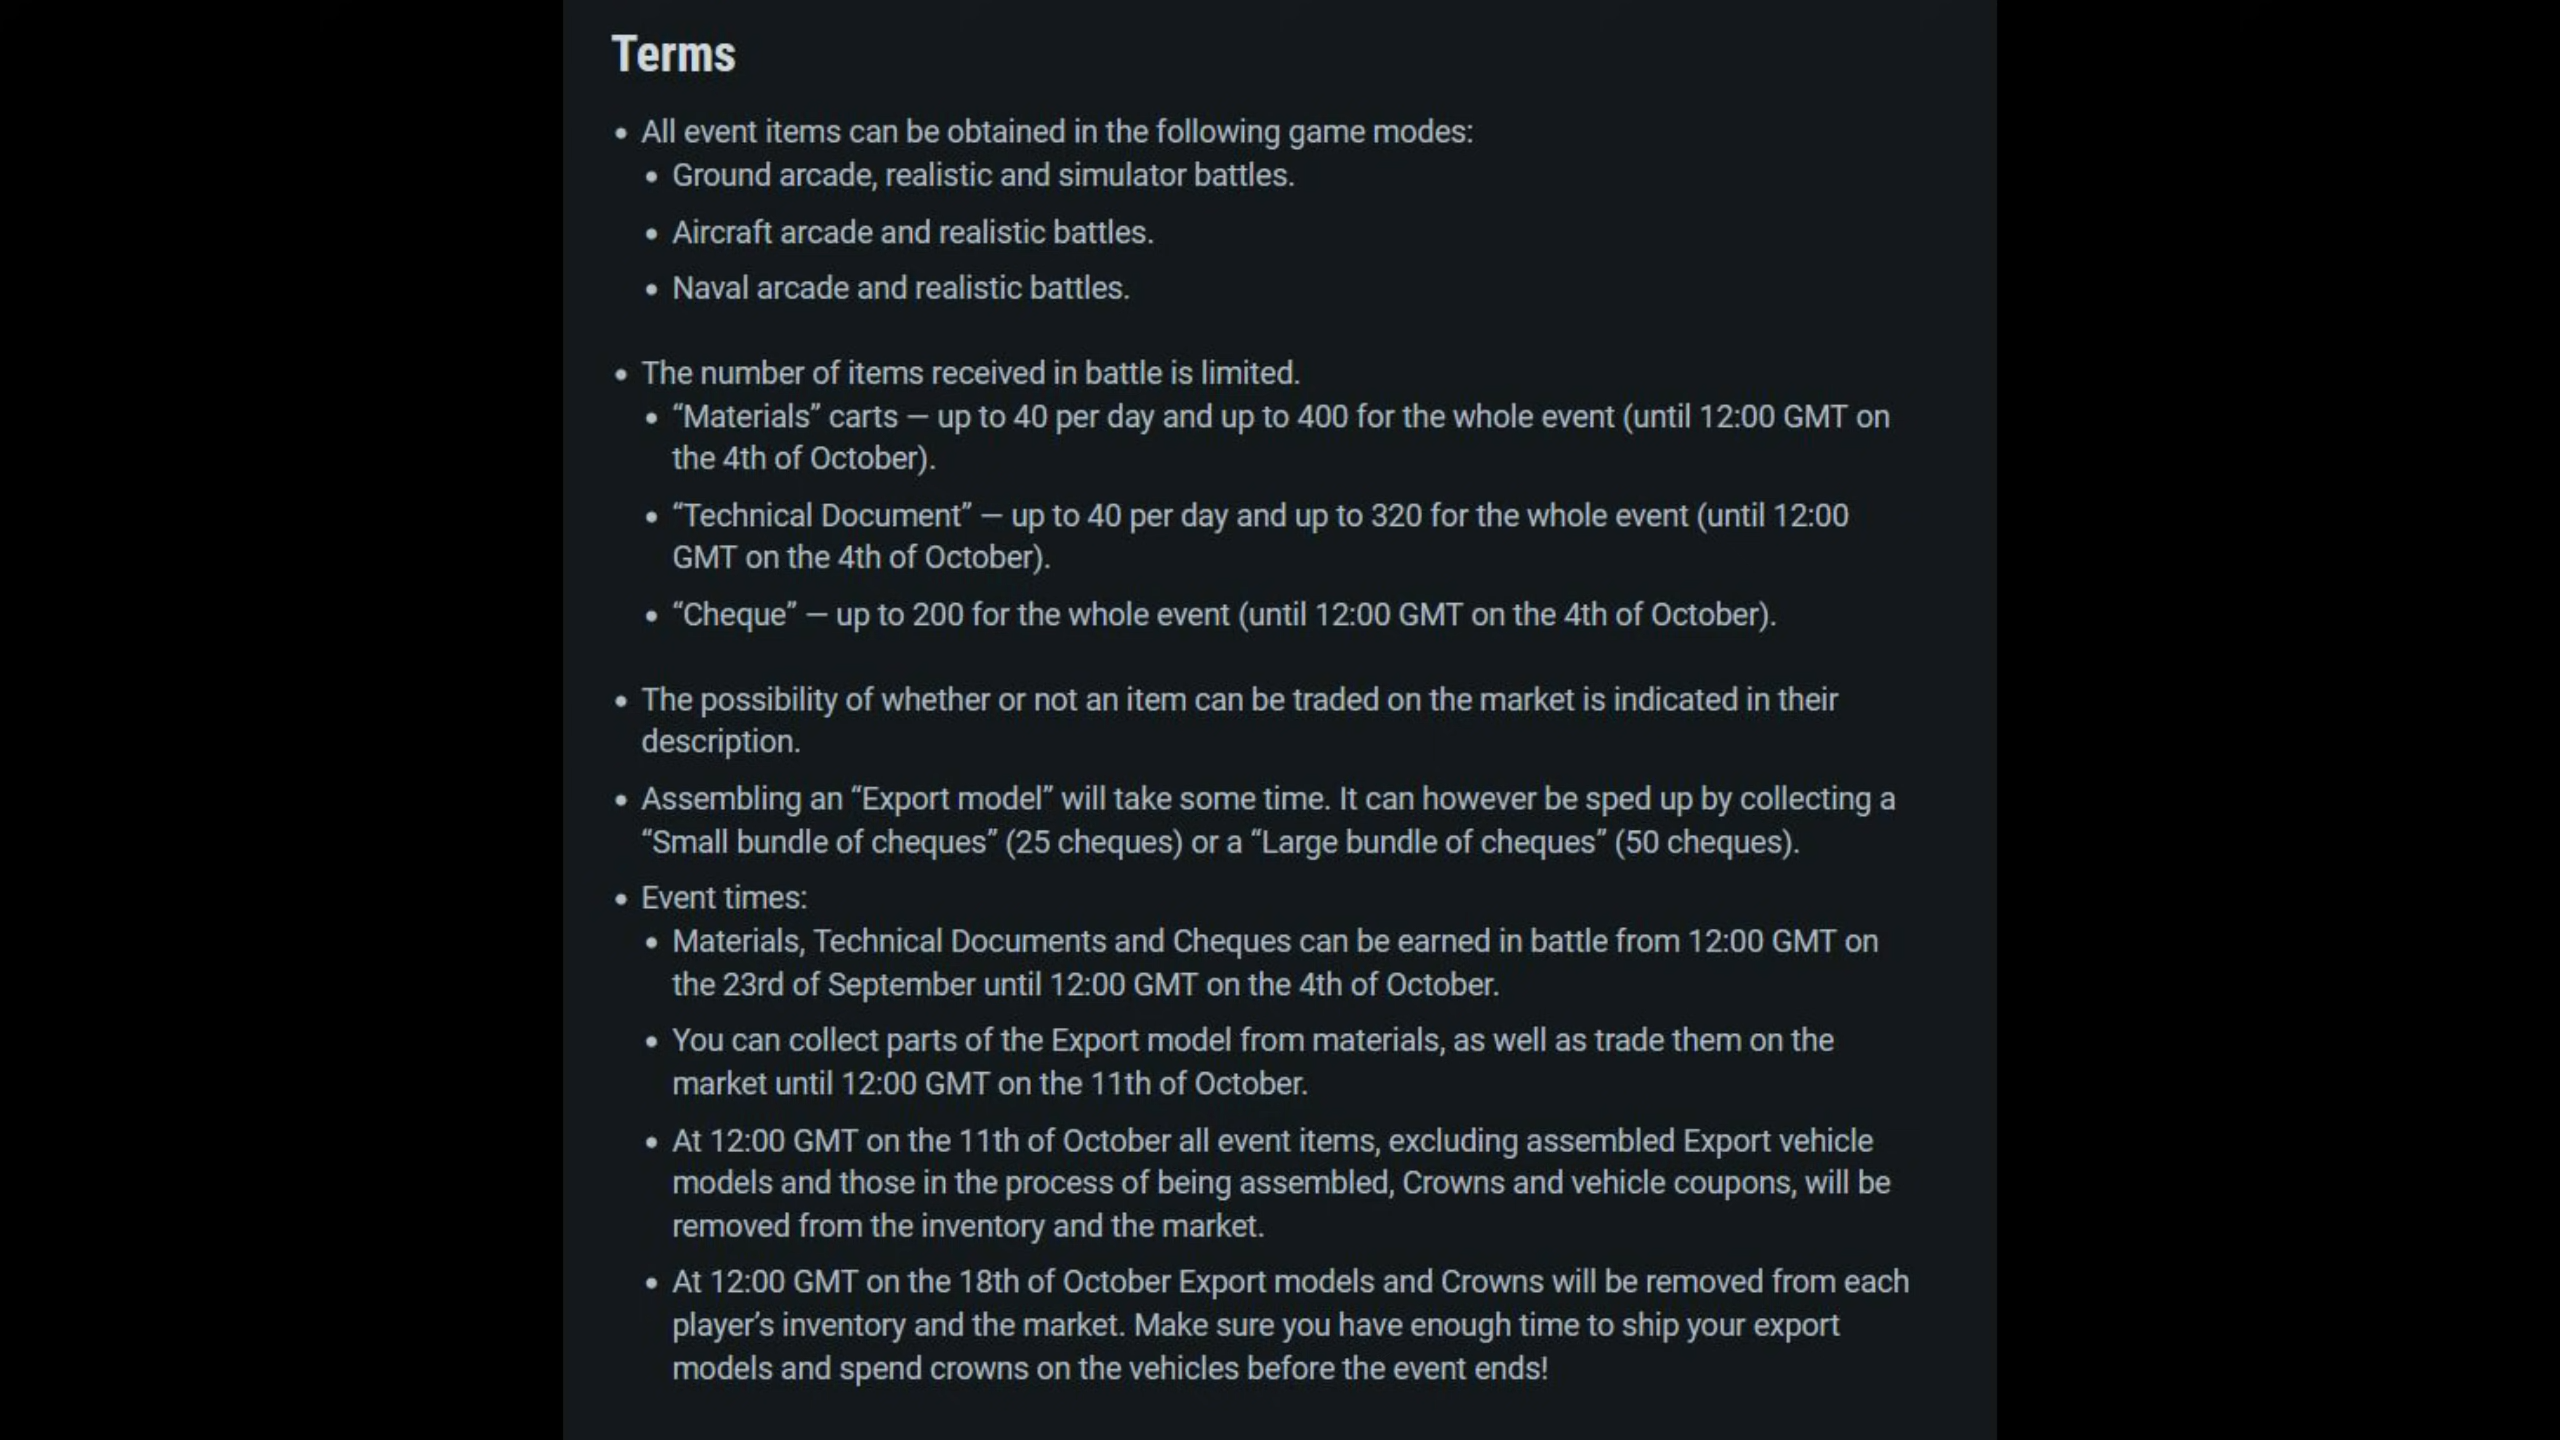 Terms
• All event items can be obtained in the following game modes:
• Ground arcade, realistic and simulator battles.
• Aircraft arcade and realistic battles.
• Naval arcade and realistic battles.
• The number of items received in battle is limited.
• “Materials” carts — up to 40 per day and up to 400 for the whole event (until 12:00 GMT on
the 4th of October).
• “Technical Document” — up to 40 per day and up to 320 for the whole event (until 12:00
GMT on the 4th of October).
• “Cheque” — up to 200 for the whole event (until 12:00 GMT on the 4th of October).
• The possibility of whether or not an item can be traded on the market is indicated in their
description.
• Assembling an “Export model” will take some time. It can however be sped up by collecting a
“Small bundle of cheques” (25 cheques) or a “Large bundle of cheques” (50 cheques).
• Event times:
• Materials, Technical Documents and Cheques can be earned in battle from 12:00 GMT on
the 23rd of September until 12:00 GMT on the 4th of October.
• You can collect parts of the Export model from materials, as well as trade them on the
market until 12:00 GMT on the 11th of October.
• At 12:00 GMT on the 11th of October all event items, excluding assembled Export vehicle
models and those in the process of being assembled, Crowns and vehicle coupons, will be
removed from the inventory and the market.
• At 12:00 GMT on the 18th of October Export models and Crowns will be removed from each
player’s inventory and the market. Make sure you have enough time to ship your export
models and spend crowns on the vehicles before the event ends!